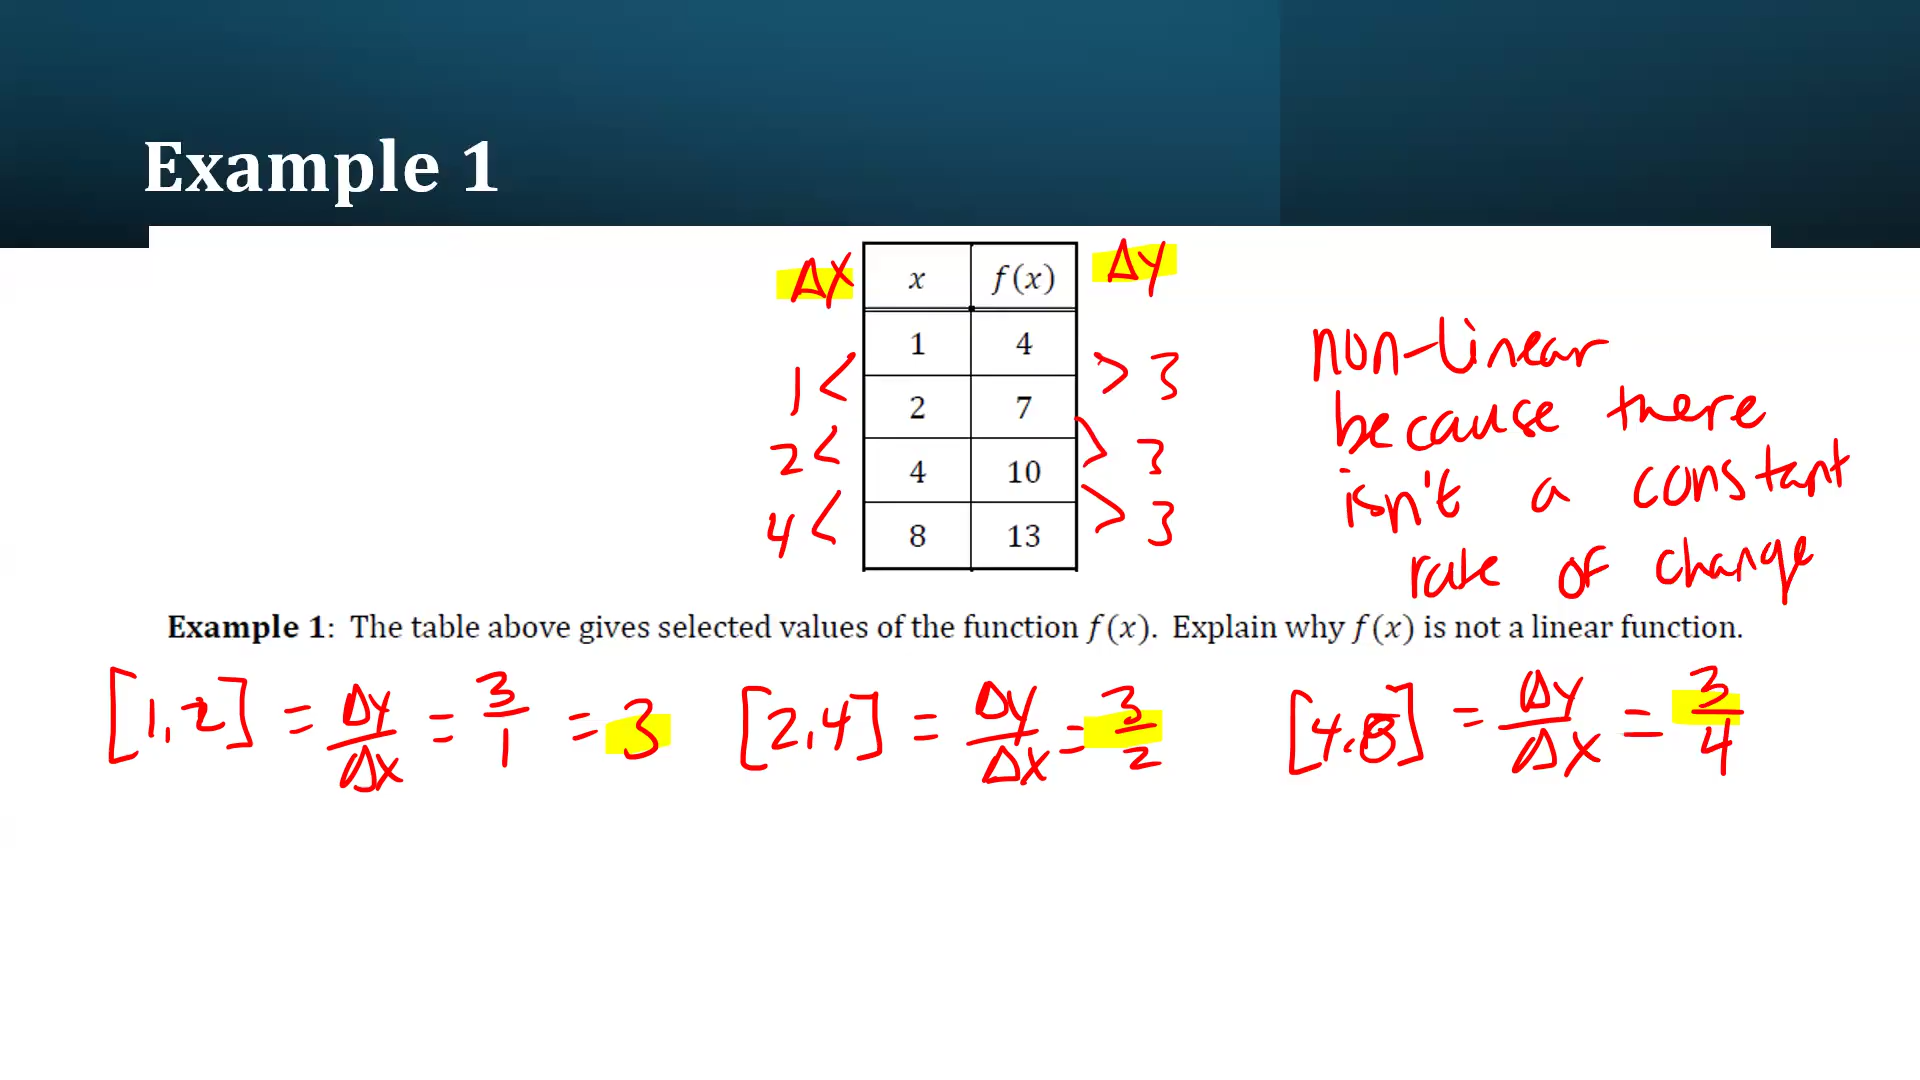 Example 1
Δx x f(x) Δy
1 4
1 < > 3
2 7
2 < > 3
4 10
4 < > 3
8 13
non-linear
because there
isn't a constant
rate of change
Example 1: The table above gives selected values of the function f(x). Explain why f(x) is not a linear function.
[1,2] = Δy/Δx = 3/1 = 3
[2,4] = Δy/Δx = 3/2
[4,8] = Δy/Δx = 3/4